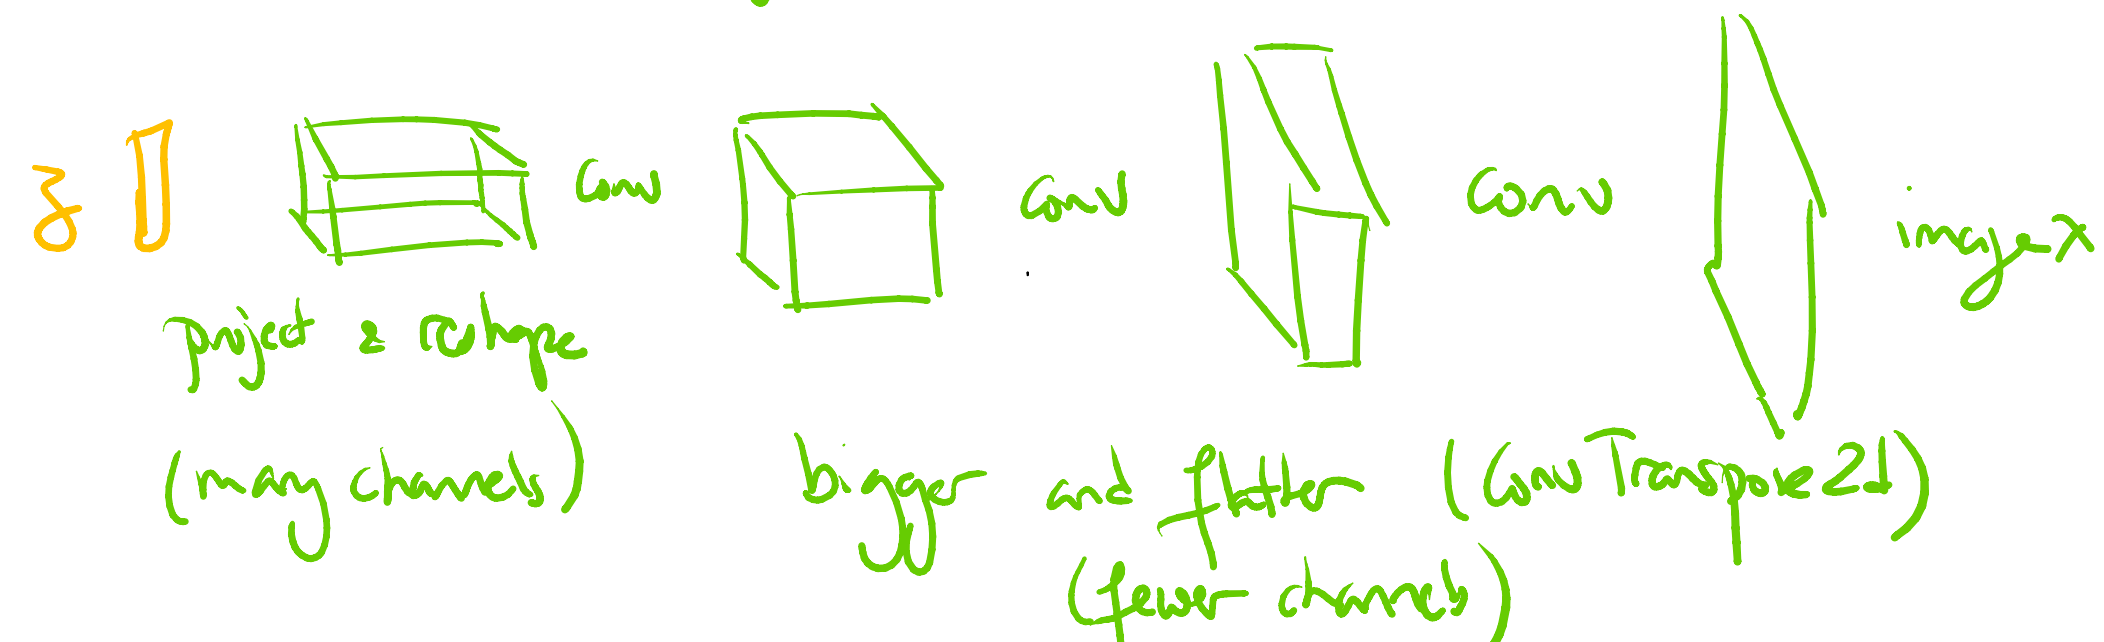 z
conv
conv
conv
image x
project & reshape
(many channels)
bigger and flatter (ConvTranspose2d)
(fewer channels)